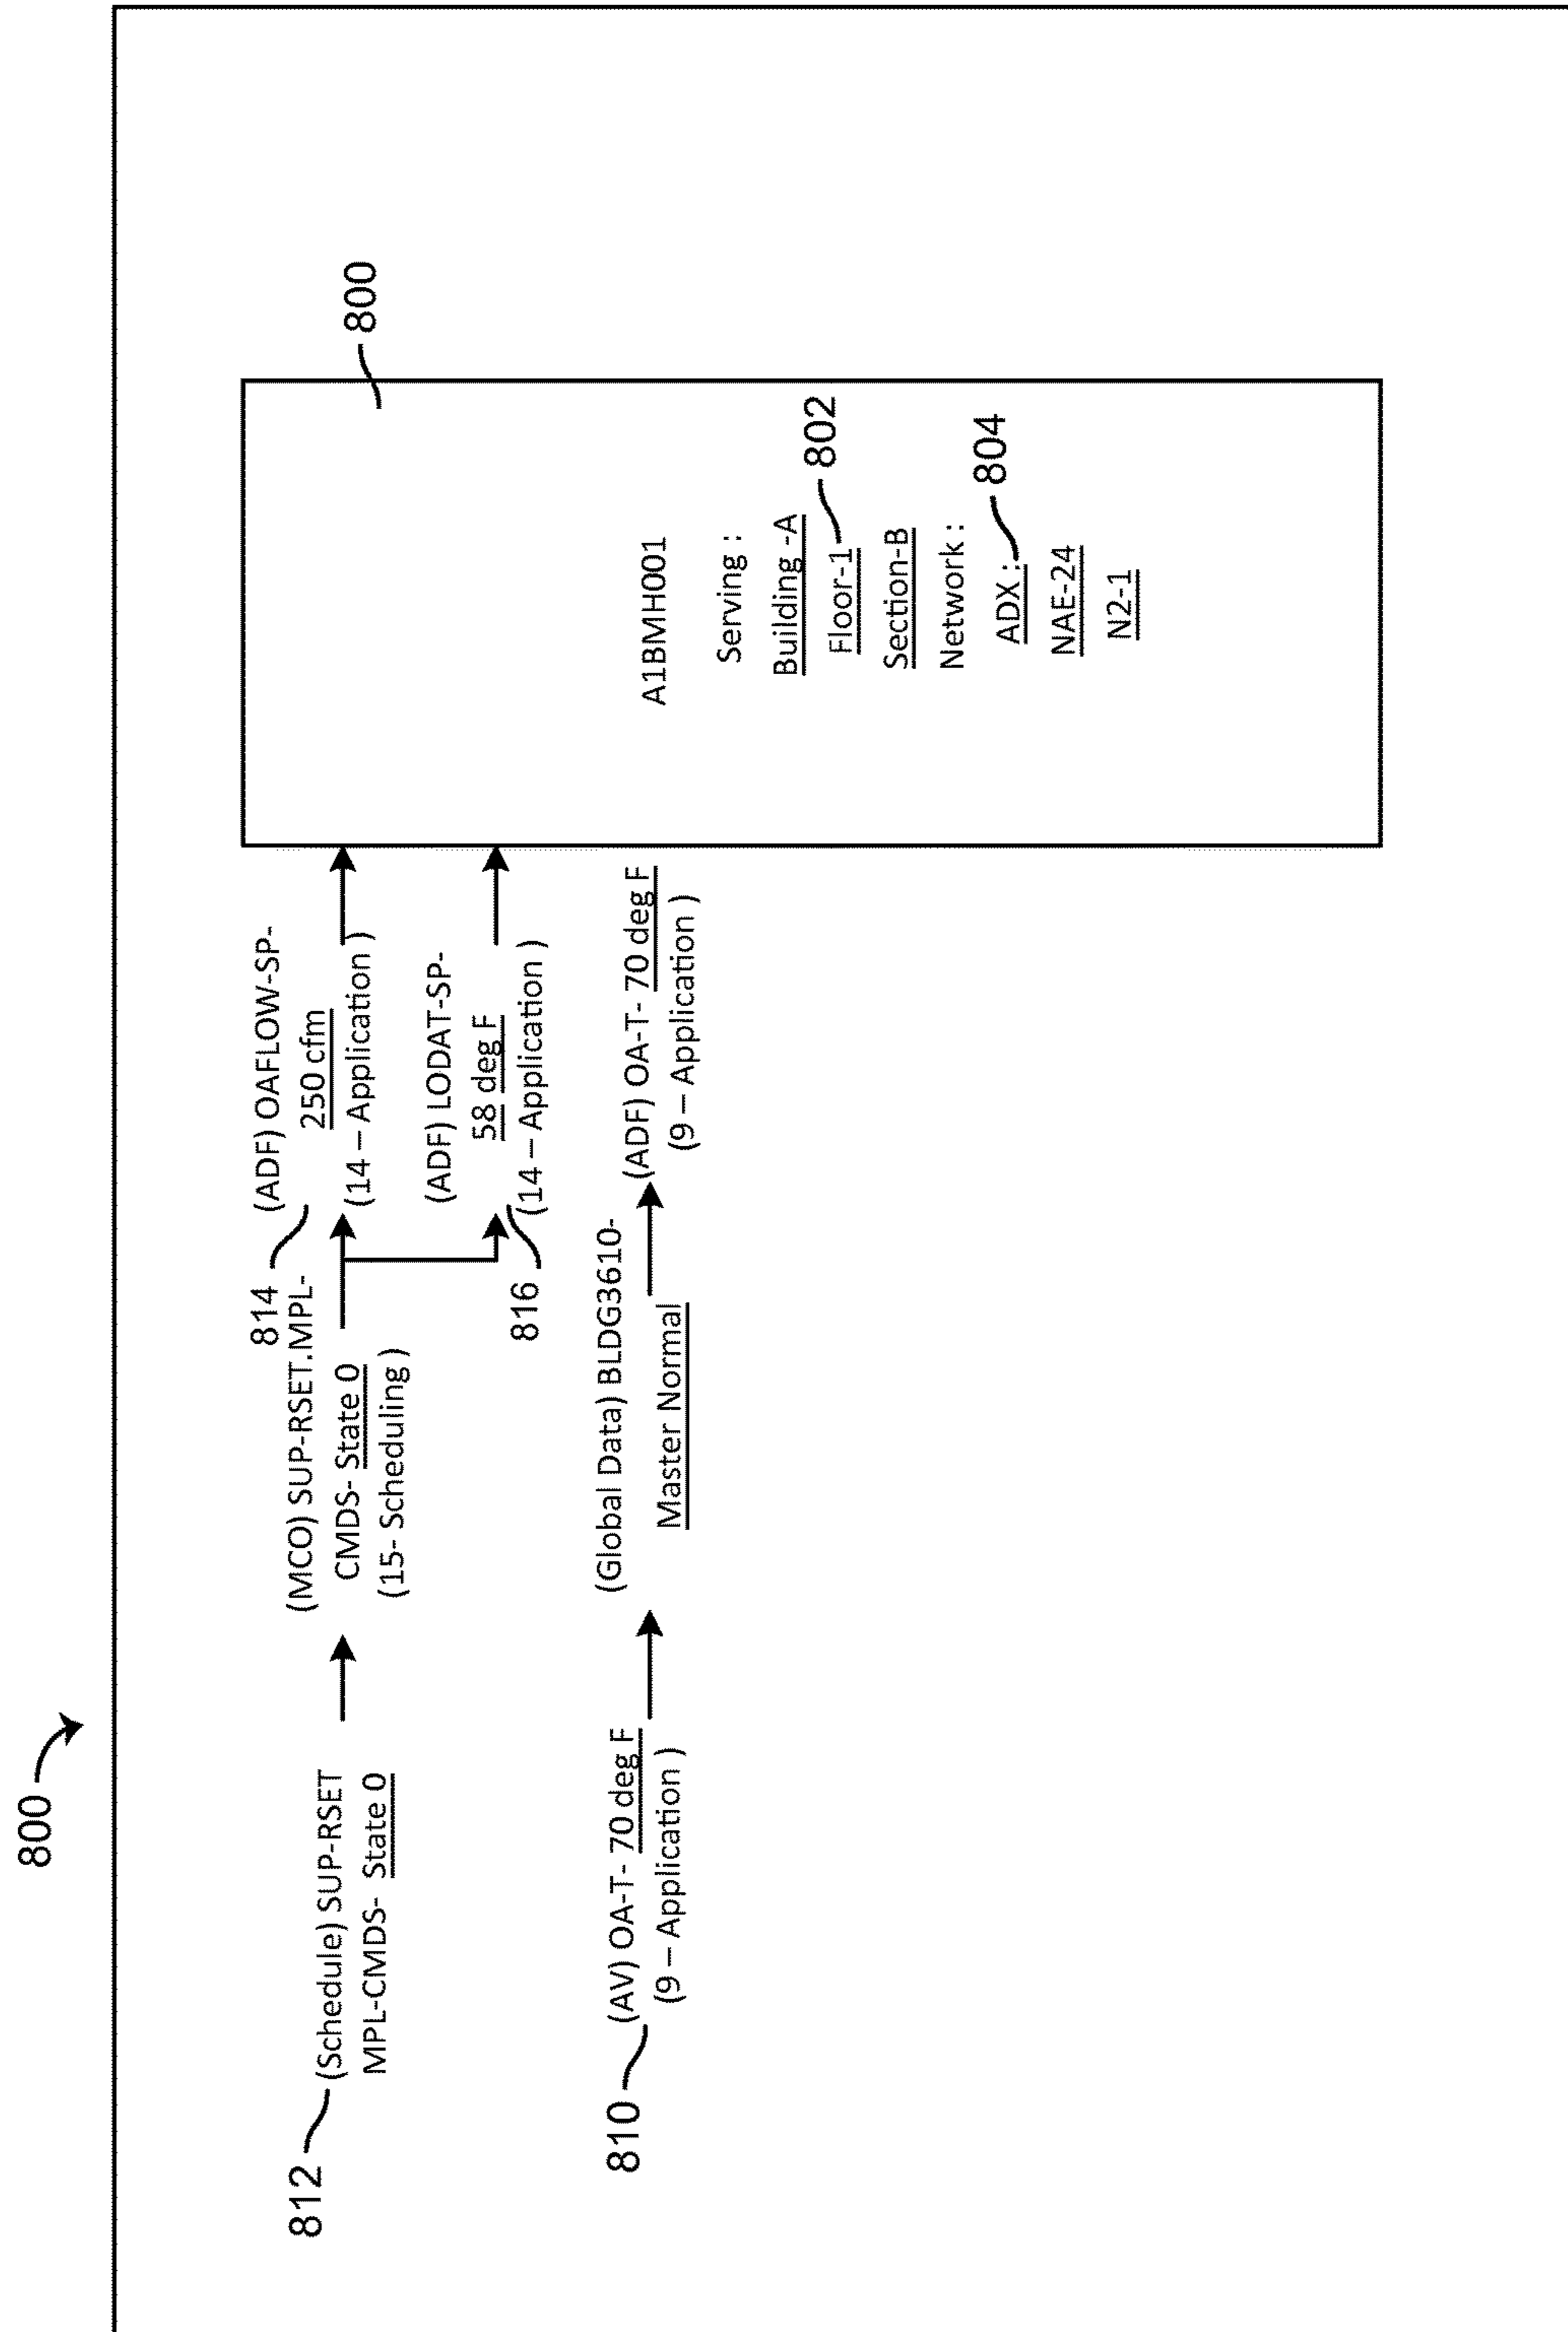 800
812
(Schedule) SUP-RSET
MPL-CMDS- State 0
814
(MCO) SUP-RSET.MPL-
CMDS- State 0
(15- Scheduling )
(ADF) OAFLOW-SP-
250 cfm
(14 – Application )
816
(ADF) LODAT-SP-
58 deg F
(14 – Application )
810
(AV) OA-T- 70 deg F
(9 – Application )
(Global Data) BLDG3610-
Master Normal
(ADF) OA-T- 70 deg F
(9 – Application )
800
A1BMH001
Serving :
Building -A
Floor-1
802
Section-B
Network :
ADX :
804
NAE-24
N2-1